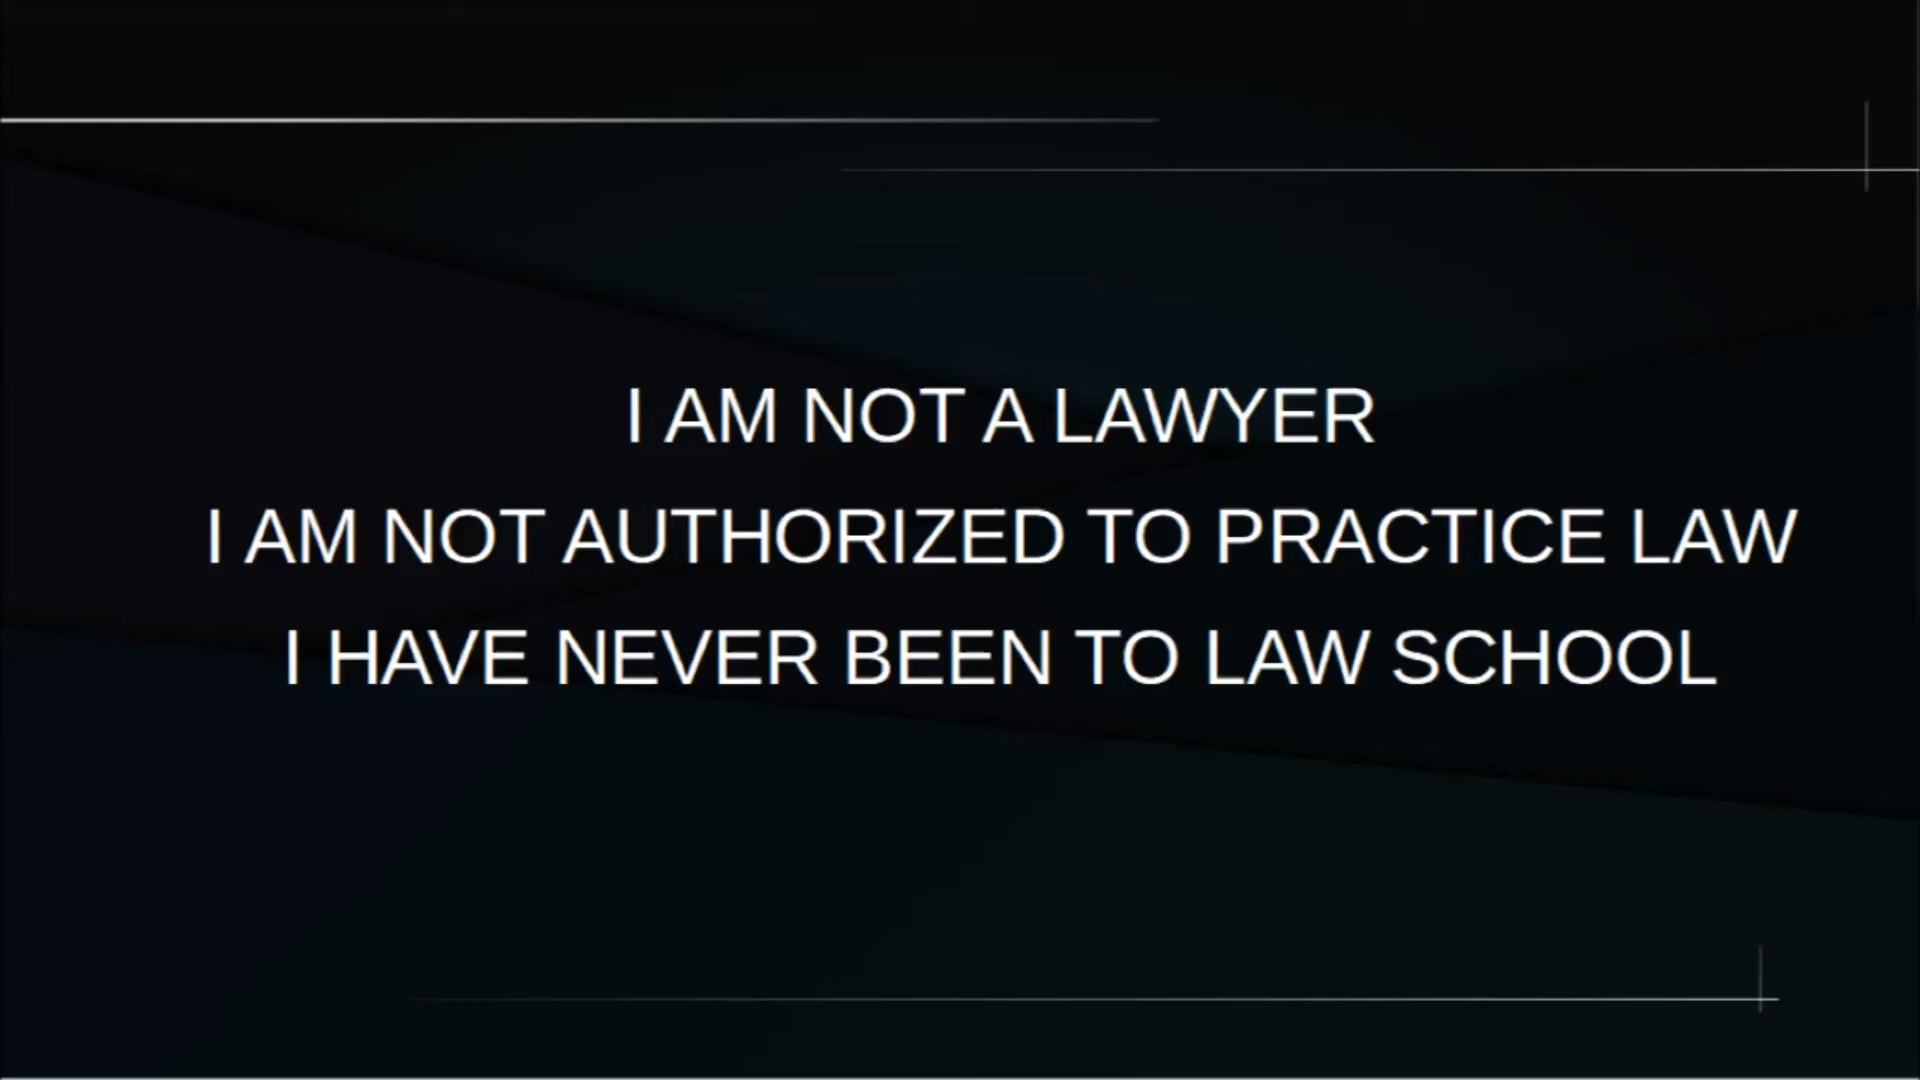 I AM NOT A LAWYER
I AM NOT AUTHORIZED TO PRACTICE LAW
I HAVE NEVER BEEN TO LAW SCHOOL